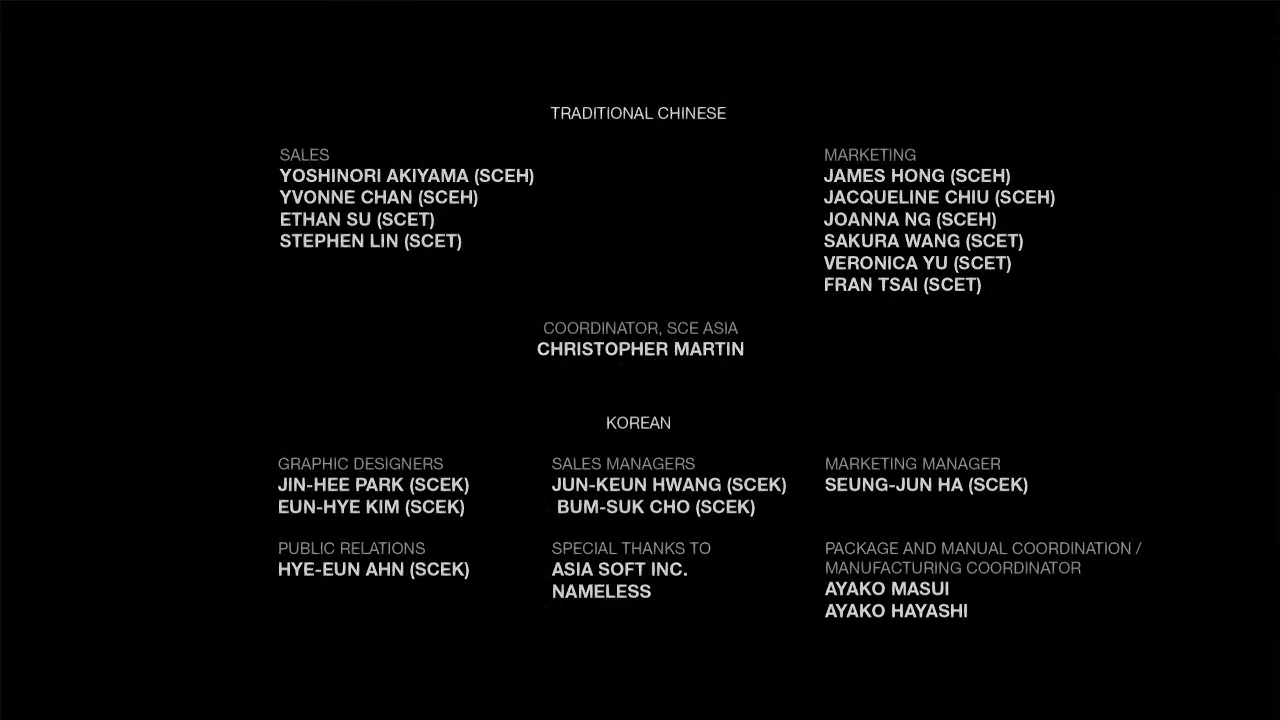 TRADITIONAL CHINESE
SALES
YOSHINORI AKIYAMA (SCEH)
YVONNE CHAN (SCEH)
ETHAN SU (SCET)
STEPHEN LIN (SCET)
MARKETING
JAMES HONG (SCEH)
JACQUELINE CHIU (SCEH)
JOANNA NG (SCEH)
SAKURA WANG (SCET)
VERONICA YU (SCET)
FRAN TSAI (SCET)
COORDINATOR, SCE ASIA
CHRISTOPHER MARTIN
KOREAN
GRAPHIC DESIGNERS
JIN-HEE PARK (SCEK)
EUN-HYE KIM (SCEK)
SALES MANAGERS
JUN-KEUN HWANG (SCEK)
BUM-SUK CHO (SCEK)
MARKETING MANAGER
SEUNG-JUN HA (SCEK)
PUBLIC RELATIONS
HYE-EUN AHN (SCEK)
SPECIAL THANKS TO
ASIA SOFT INC.
NAMELESS
PACKAGE AND MANUAL COORDINATION /
MANUFACTURING COORDINATOR
AYAKO MASUI
AYAKO HAYASHI